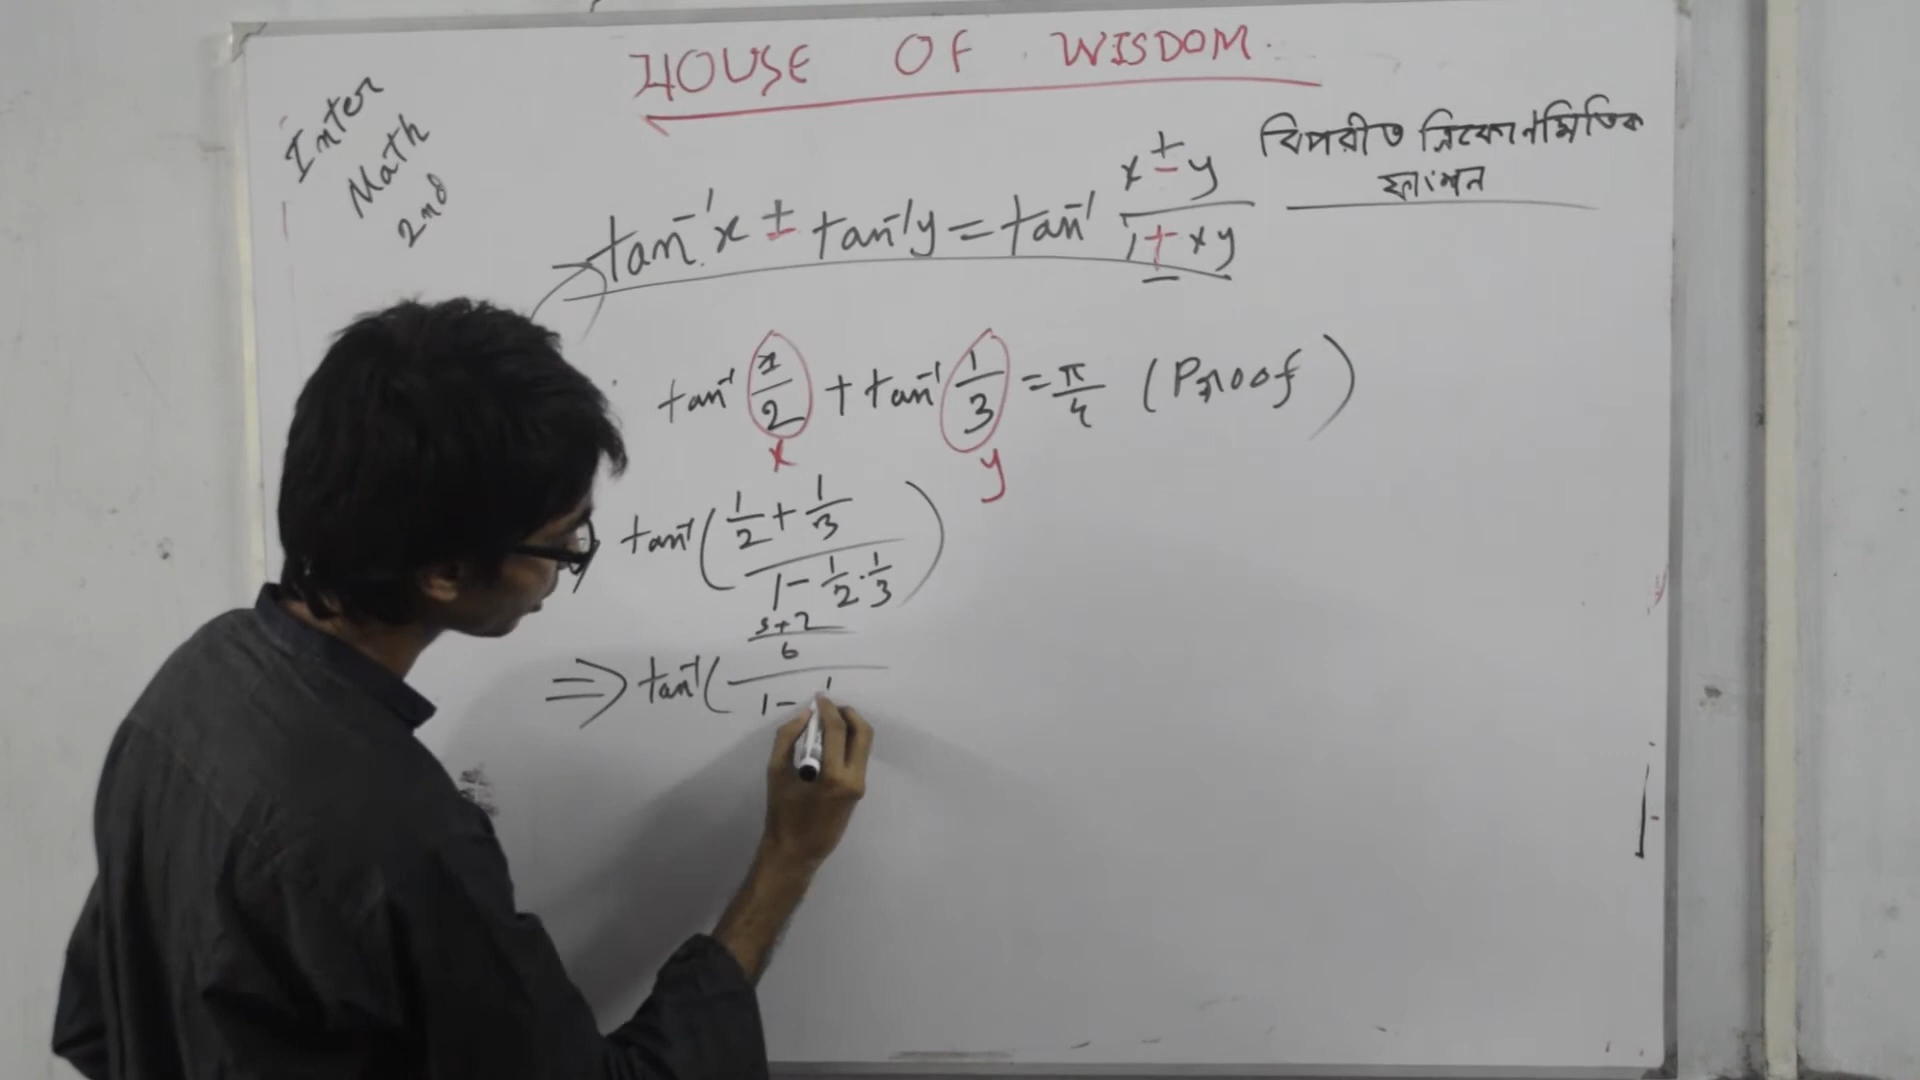 HOUSE OF WISDOM
Inter
Math
2nd
বিপরীত ত্রিকোণমিতিক
ফাংশন
tan⁻¹x ± tan⁻¹y = tan⁻¹ (x ± y)/(1 ∓ xy)
tan⁻¹ 1/2 + tan⁻¹ 1/3 = π/4 (Proof)
x y
tan⁻¹ ((1/2 + 1/3)/(1 − 1/2 · 1/3))
⇒ tan⁻¹ (((3+2)/6)/(1 − 1